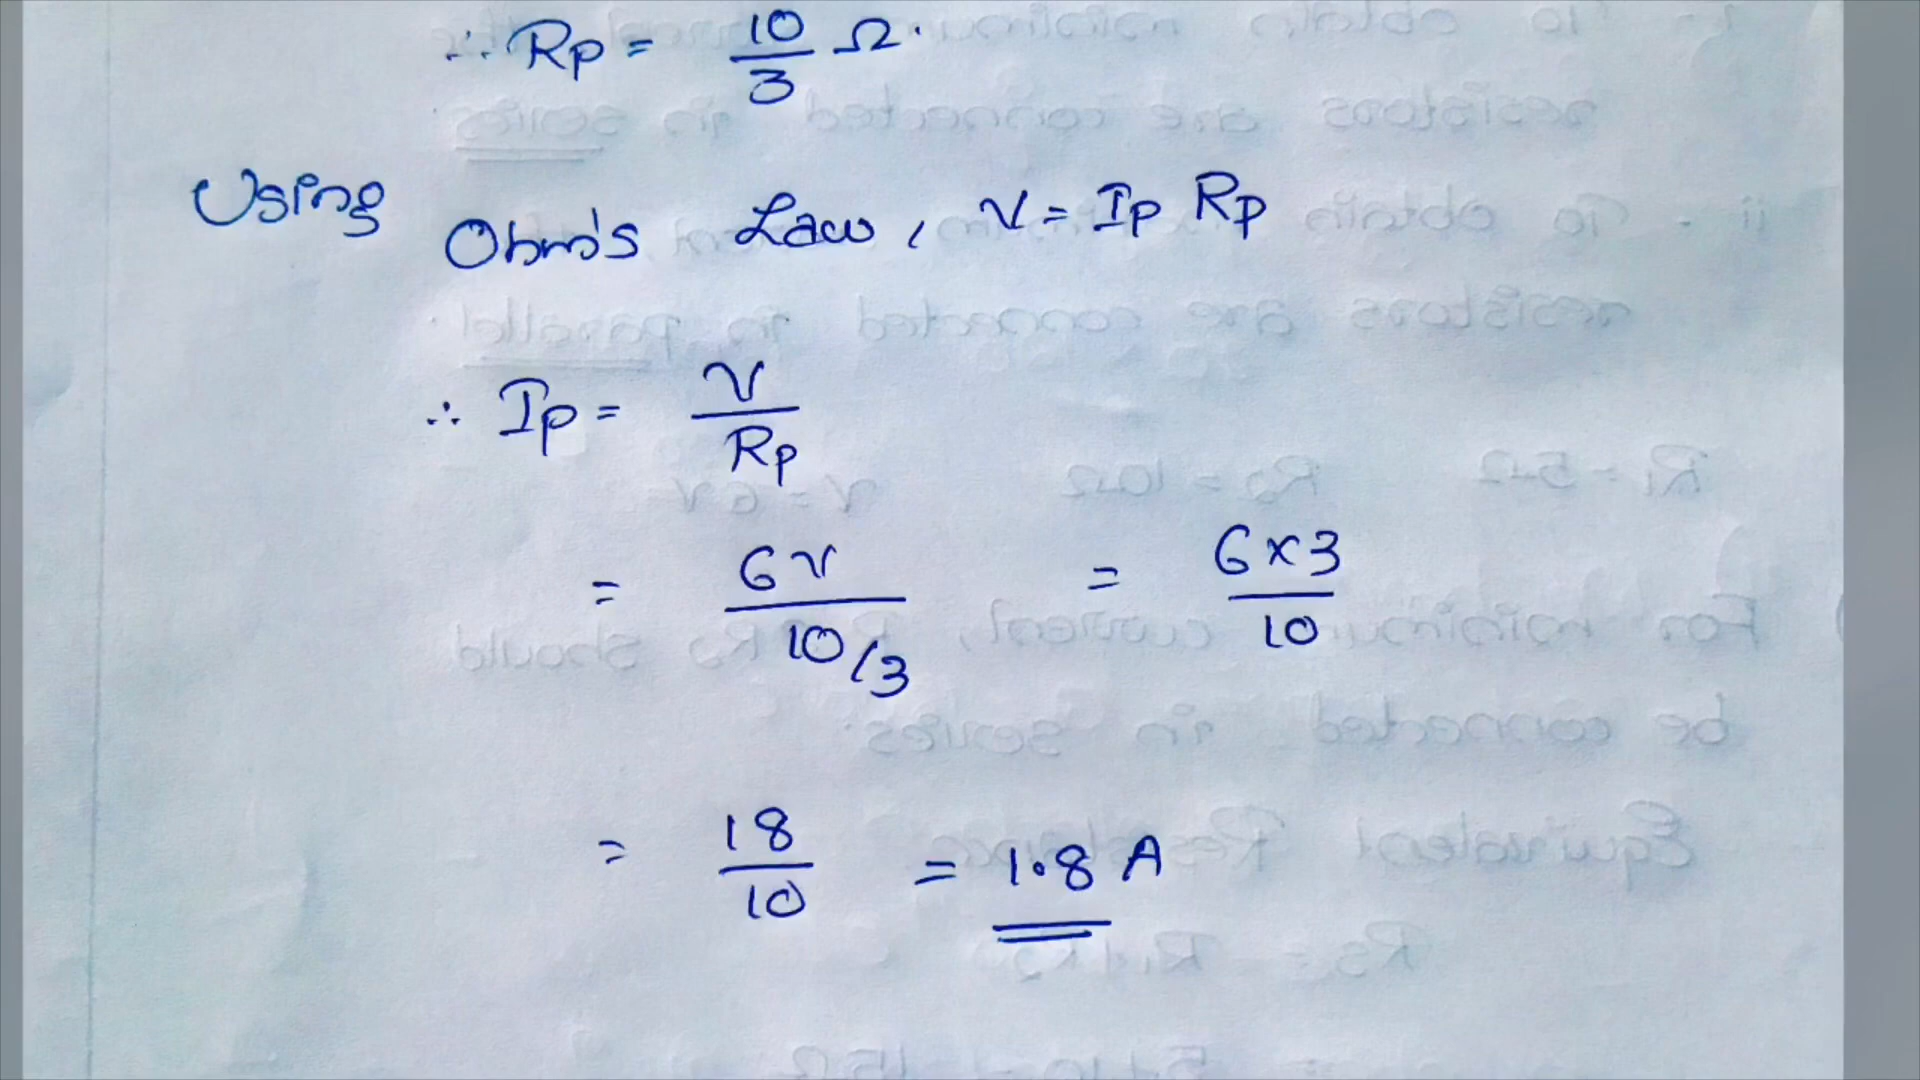 ∴ Rp = 10/3 Ω.
Using Ohm's Law, V = Ip Rp
∴ Ip = V/Rp
= 6V/(10/3) = 6×3/10
= 18/10 = 1.8 A